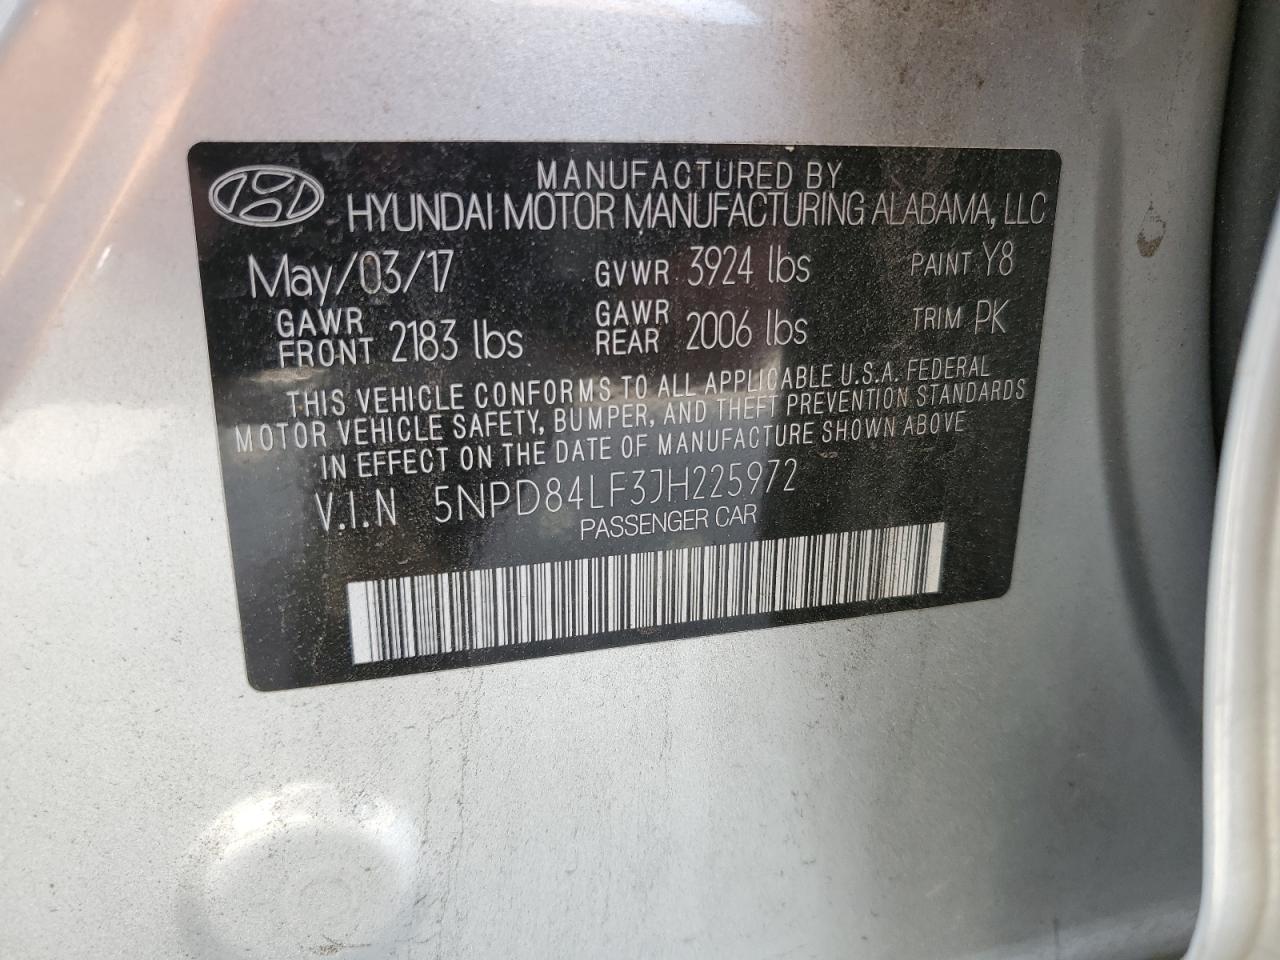 MANUFACTURED BY
HYUNDAI MOTOR MANUFACTURING ALABAMA, LLC
May/03/17 GVWR 3924 lbs PAINT Y8
GAWR FRONT 2183 lbs GAWR REAR 2006 lbs TRIM PK
THIS VEHICLE CONFORMS TO ALL APPLICABLE U.S.A. FEDERAL
MOTOR VEHICLE SAFETY, BUMPER, AND THEFT PREVENTION STANDARDS
IN EFFECT ON THE DATE OF MANUFACTURE SHOWN ABOVE
V.I.N 5NPD84LF3JH225972
PASSENGER CAR